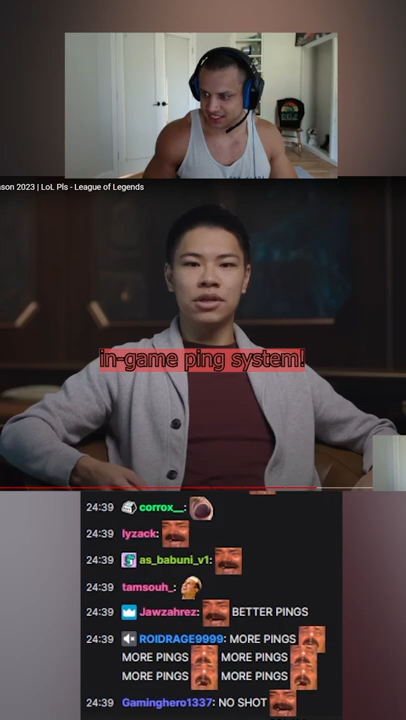 ason 2023 | LoL Pls - League of Legends
in-game ping system!
24:39 corrox__:
24:39 lyzack:
24:39 as_babuni_v1:
24:39 tamsouh_:
24:39 Jawzahrez: BETTER PINGS
24:39 ROIDRAGE9999: MORE PINGS
MORE PINGS MORE PINGS
MORE PINGS MORE PINGS
24:39 Gaminghero1337: NO SHOT